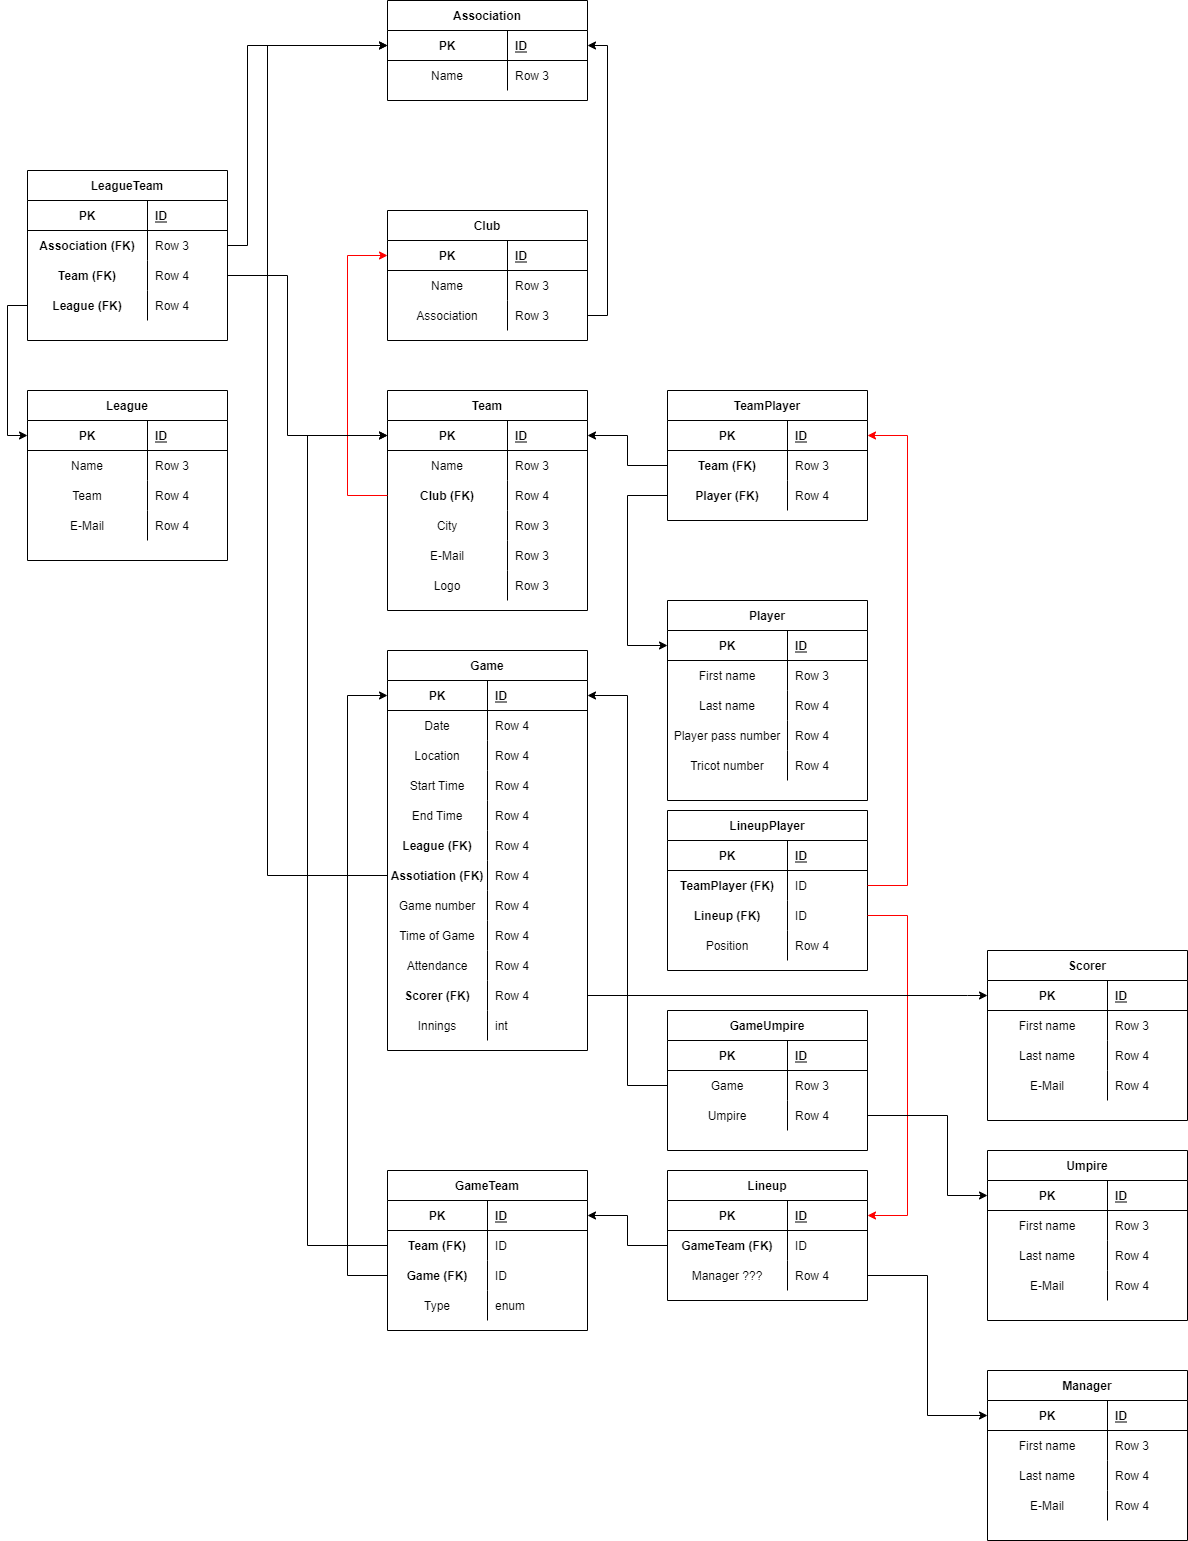 Association
PK ID
Name Row 3
LeagueTeam
PK ID
Association (FK) Row 3
Team (FK) Row 4
League (FK) Row 4
Club
PK ID
Name Row 3
Association Row 3
League
PK ID
Name Row 3
Team Row 4
E-Mail Row 4
Team
PK ID
Name Row 3
Club (FK) Row 4
City Row 3
E-Mail Row 3
Logo Row 3
TeamPlayer
PK ID
Team (FK) Row 3
Player (FK) Row 4
Player
PK ID
First name Row 3
Last name Row 4
Player pass number Row 4
Tricot number Row 4
Game
PK ID
Date Row 4
Location Row 4
Start Time Row 4
End Time Row 4
League (FK) Row 4
Assotiation (FK) Row 4
Game number Row 4
Time of Game Row 4
Attendance Row 4
Scorer (FK) Row 4
Innings int
LineupPlayer
PK ID
TeamPlayer (FK) ID
Lineup (FK) ID
Position Row 4
Scorer
PK ID
First name Row 3
Last name Row 4
E-Mail Row 4
GameUmpire
PK ID
Game Row 3
Umpire Row 4
Umpire
PK ID
First name Row 3
Last name Row 4
E-Mail Row 4
GameTeam
PK ID
Team (FK) ID
Game (FK) ID
Type enum
Lineup
PK ID
GameTeam (FK) ID
Manager ??? Row 4
Manager
PK ID
First name Row 3
Last name Row 4
E-Mail Row 4